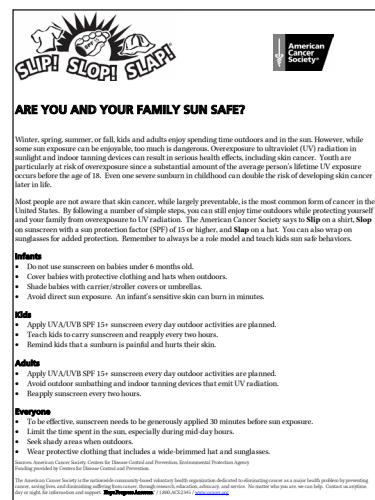 SLIP! SLOP! SLAP!®
SPF 15+
American
Cancer
Society®
ARE YOU AND YOUR FAMILY SUN SAFE?
Winter, spring, summer, or fall, kids and adults enjoy spending time outdoors and in the sun. However, while
some sun exposure can be enjoyable, too much is dangerous. Overexposure to ultraviolet (UV) radiation in
sunlight and indoor tanning devices can result in serious health effects, including skin cancer. Youth are
particularly at risk of overexposure since a substantial amount of the average person's lifetime UV exposure
occurs before the age of 18. Even one severe sunburn in childhood can double the risk of developing skin cancer
later in life.
Most people are not aware that skin cancer, while largely preventable, is the most common form of cancer in the
United States. By following a number of simple steps, you can still enjoy time outdoors while protecting yourself
and your family from overexposure to UV radiation. The American Cancer Society says to Slip on a shirt, Slop
on sunscreen with a sun protection factor (SPF) of 15 or higher, and Slap on a hat. You can also wrap on
sunglasses for added protection. Remember to always be a role model and teach kids sun safe behaviors.
Infants
• Do not use sunscreen on babies under 6 months old.
• Cover babies with protective clothing and hats when outdoors.
• Shade babies with carrier/stroller covers or umbrellas.
• Avoid direct sun exposure. An infant's sensitive skin can burn in minutes.
Kids
• Apply UVA/UVB SPF 15+ sunscreen every day outdoor activities are planned.
• Teach kids to carry sunscreen and reapply every two hours.
• Remind kids that a sunburn is painful and hurts their skin.
Adults
• Apply UVA/UVB SPF 15+ sunscreen every day outdoor activities are planned.
• Avoid outdoor sunbathing and indoor tanning devices that emit UV radiation.
• Reapply sunscreen every two hours.
Everyone
• To be effective, sunscreen needs to be generously applied 30 minutes before sun exposure.
• Limit the time spent in the sun, especially during mid-day hours.
• Seek shady areas when outdoors.
• Wear protective clothing that includes a wide-brimmed hat and sunglasses.
Sources: American Cancer Society, Centers for Disease Control and Prevention, Environmental Protection Agency
Funding provided by Centers for Disease Control and Prevention.
The American Cancer Society is the nationwide community-based voluntary health organization dedicated to eliminating cancer as a major health problem by preventing
cancer, saving lives, and diminishing suffering from cancer, through research, education, advocacy, and service. No matter who you are, we can help. Contact us anytime,
day or night, for information and support. Hope.Progress.Answers.® / 1.800.ACS.2345 / www.cancer.org